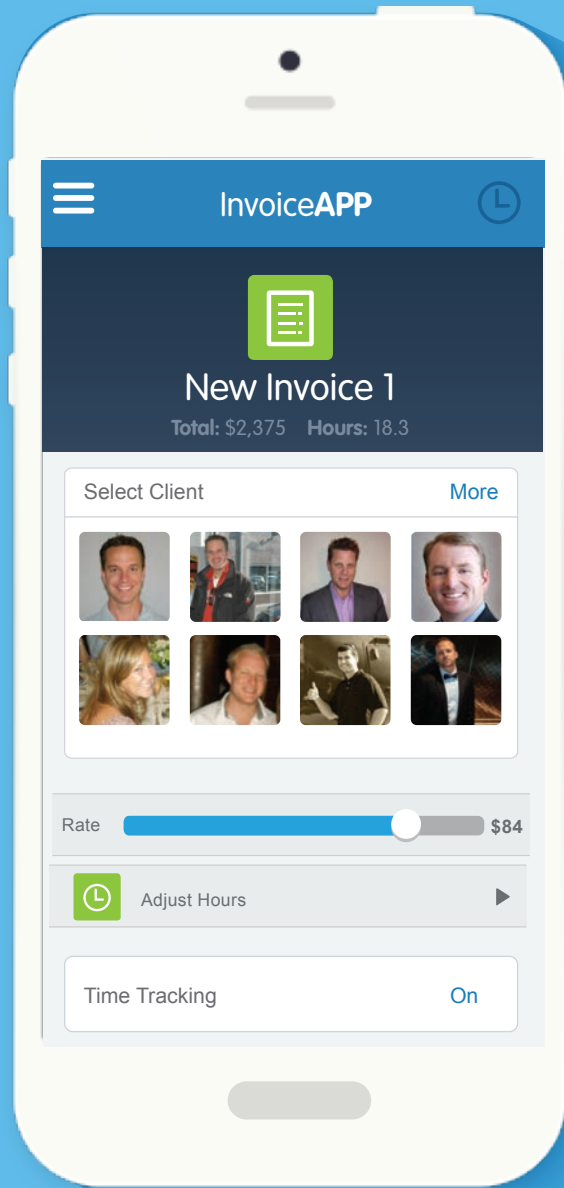 InvoiceAPP
New Invoice 1
Total: $2,375 Hours: 18.3
Select Client More
Rate $84
Adjust Hours
Time Tracking On